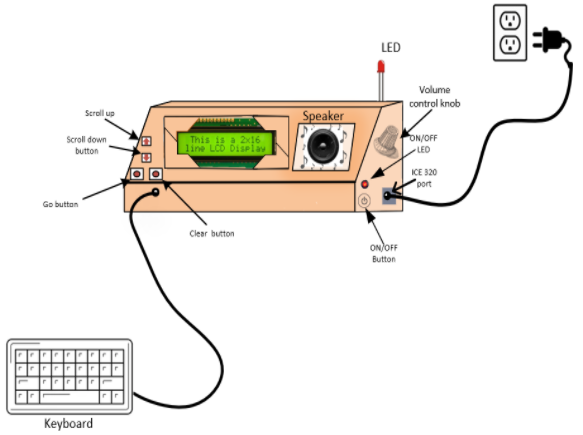 LED
Volume
control knob
Speaker
Scroll up
This is a 2x16
line LCD Display
ON/OFF
LED
Scroll down
button
ICE 320
port
Go button
Clear button
ON/OFF
Button
Keyboard